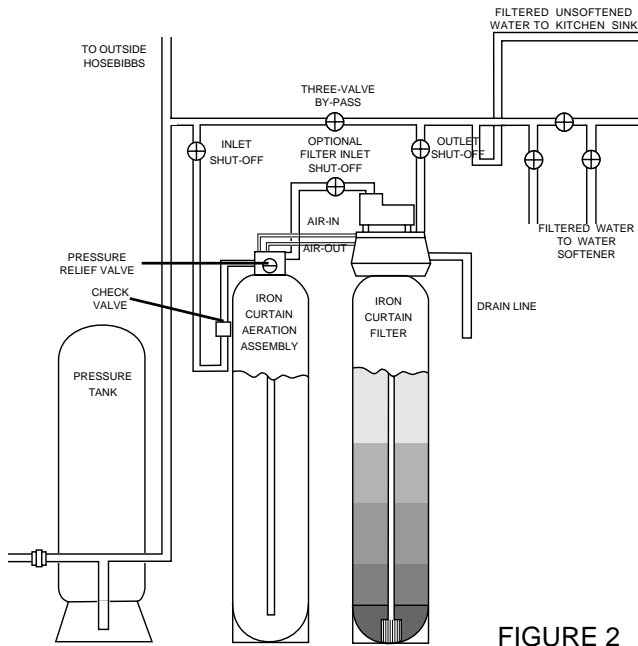 FILTERED UNSOFTENED
WATER TO KITCHEN SINK
TO OUTSIDE
HOSEBIBBS
THREE-VALVE
BY-PASS
INLET
SHUT-OFF
OPTIONAL
FILTER INLET
SHUT-OFF
OUTLET
SHUT-OFF
AIR-IN
AIR-OUT
FILTERED WATER
TO WATER
SOFTENER
PRESSURE
RELIEF VALVE
CHECK
VALVE
IRON
CURTAIN
AERATION
ASSEMBLY
IRON
CURTAIN
FILTER
DRAIN LINE
PRESSURE
TANK
FIGURE 2